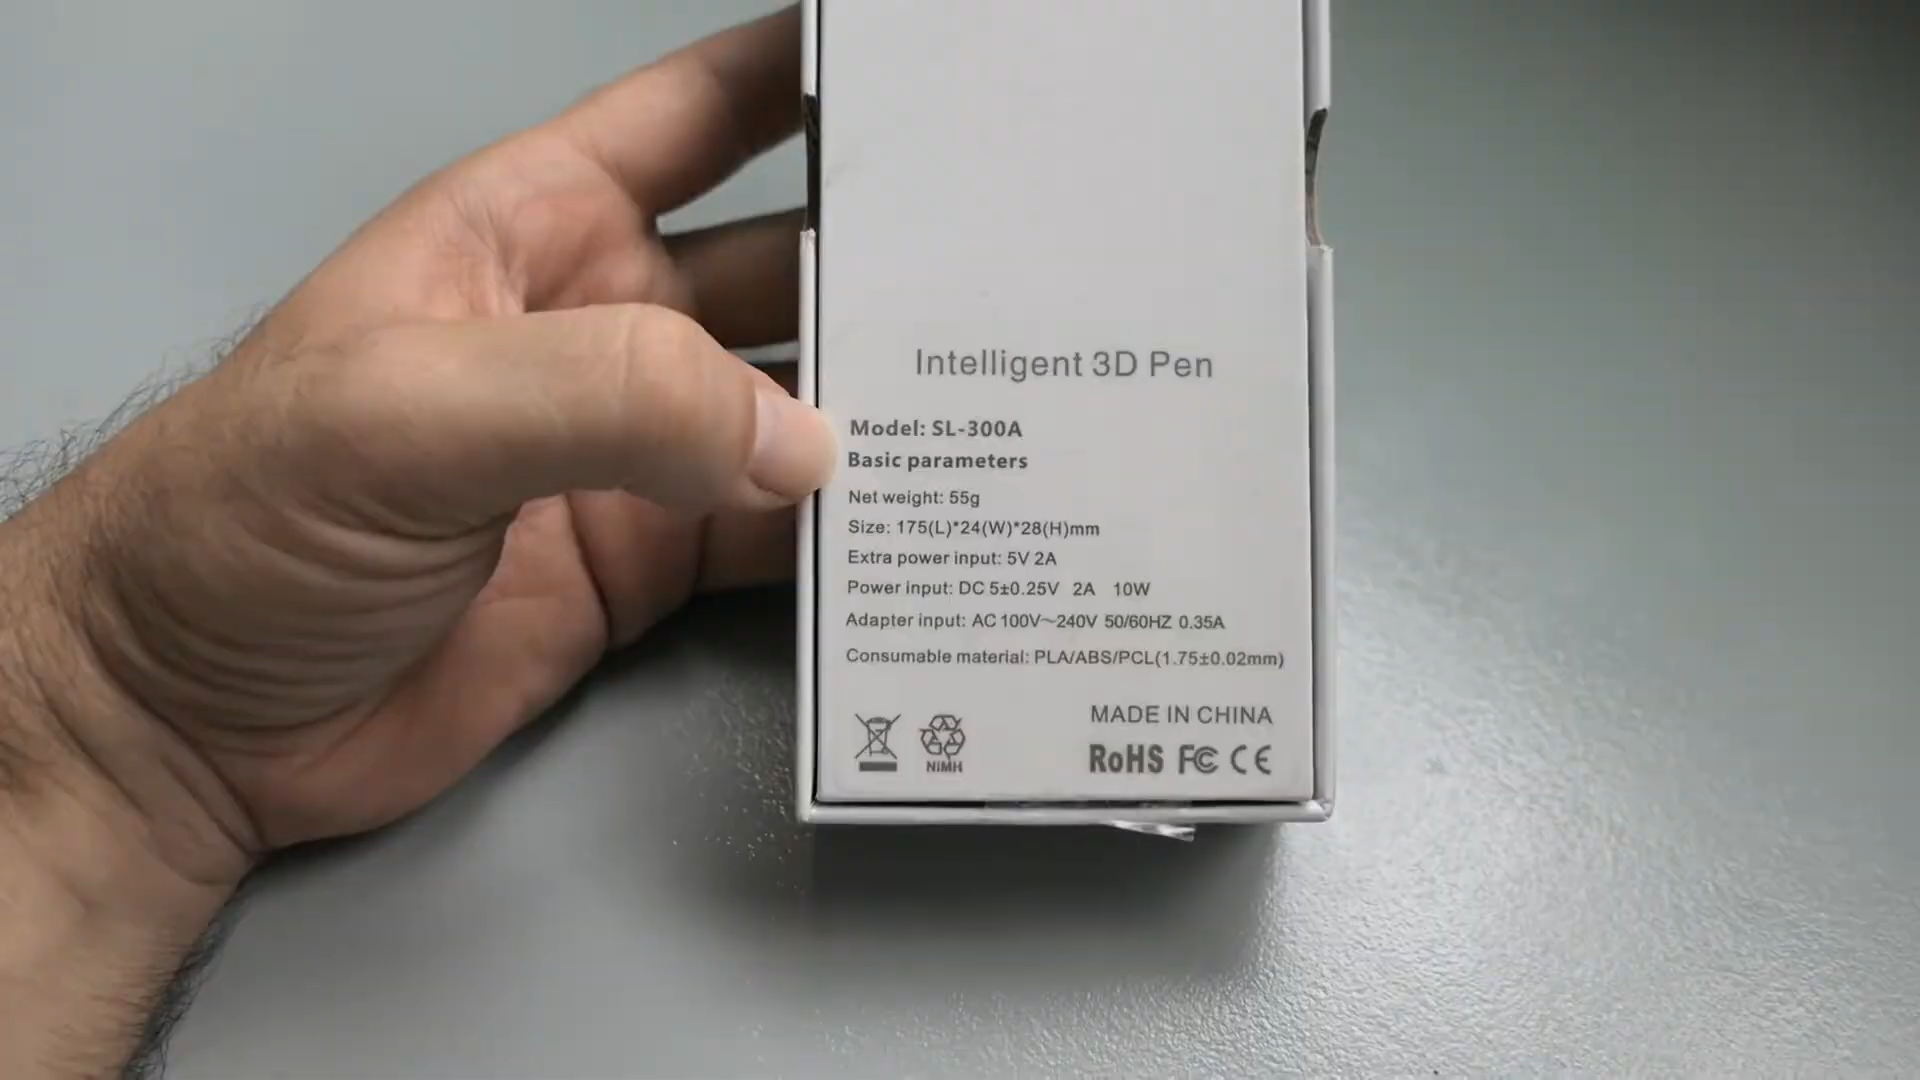 Intelligent 3D Pen
Model: SL-300A
Basic parameters
Net weight: 55g
Size: 175(L)*24(W)*28(H)mm
Extra power input: 5V 2A
Power input: DC 5±0.25V 2A 10W
Adapter input: AC 100V~240V 50/60HZ 0.35A
Consumable material: PLA/ABS/PCL(1.75±0.02mm)
MADE IN CHINA
NIMH
RoHS FC CE